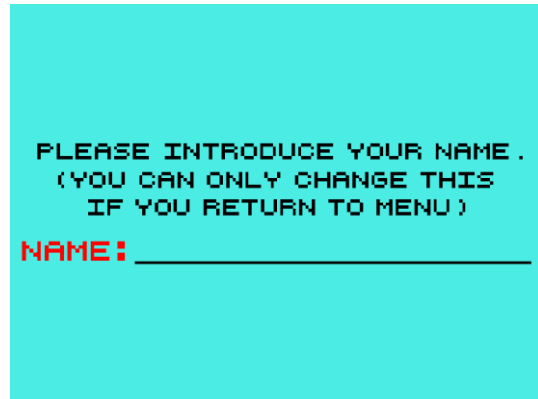 PLEASE INTRODUCE YOUR NAME.
(YOU CAN ONLY CHANGE THIS
IF YOU RETURN TO MENU)
NAME: